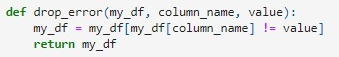 def drop_error(my_df, column_name, value):
    my_df = my_df[my_df[column_name] != value]
    return my_df